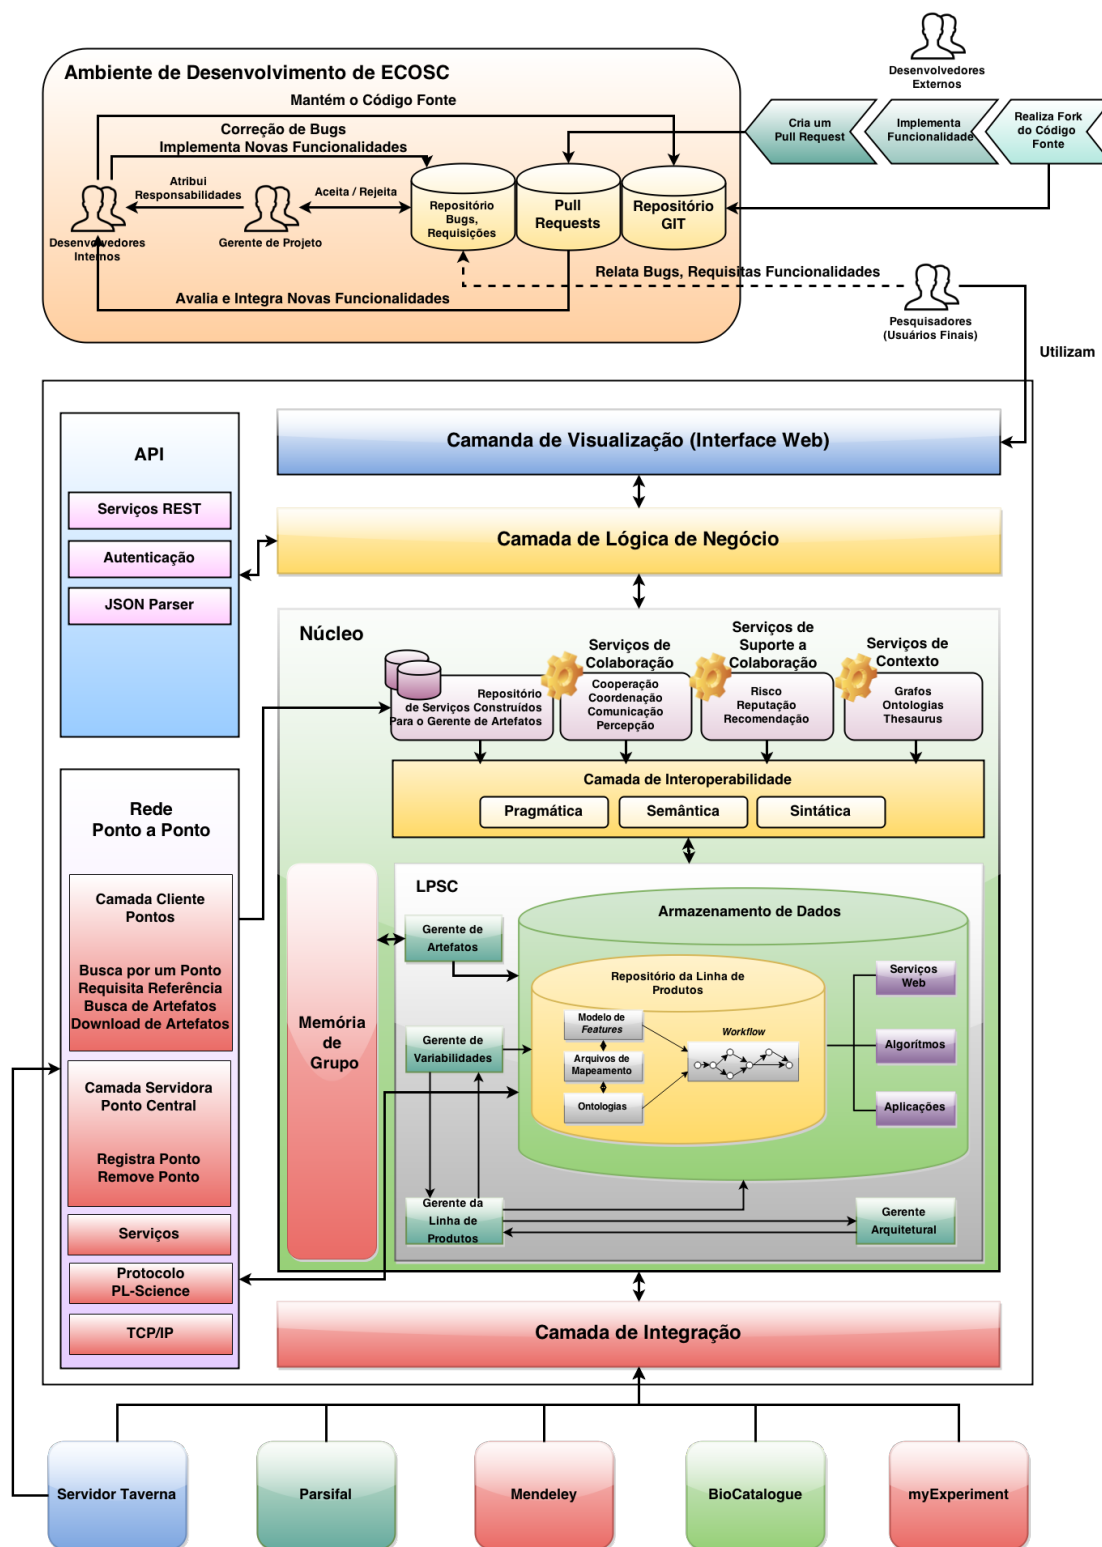 Desenvolvedores
Externos
Ambiente de Desenvolvimento de ECOSC
Mantém o Código Fonte
Correção de Bugs
Implementa Novas Funcionalidades
Cria um
Pull Request
Implementa
Funcionalidade
Realiza Fork
do Código
Fonte
Atribui
Responsabilidades
Aceita / Rejeita
Repositório
Bugs,
Requisições
Pull
Requests
Repositório
GIT
Desenvolvedores
Internos
Gerente de Projeto
Relata Bugs, Requisitas Funcionalidades
Avalia e Integra Novas Funcionalidades
Pesquisadores
(Usuários Finais)
Utilizam
API
Serviços REST
Autenticação
JSON Parser
Camanda de Visualização (Interface Web)
Camada de Lógica de Negócio
Núcleo
Repositório
de Serviços Construídos
Para o Gerente de Artefatos
Serviços de
Colaboração
Cooperação
Coordenação
Comunicação
Percepção
Serviços de
Suporte a
Colaboração
Risco
Reputação
Recomendação
Serviços de
Contexto
Grafos
Ontologias
Thesaurus
Camada de Interoperabilidade
Pragmática
Semântica
Sintática
Rede
Ponto a Ponto
Camada Cliente
Pontos
Busca por um Ponto
Requisita Referência
Busca de Artefatos
Download de Artefatos
Camada Servidora
Ponto Central
Registra Ponto
Remove Ponto
Serviços
Protocolo
PL-Science
TCP/IP
Memória
de
Grupo
LPSC
Gerente de
Artefatos
Gerente de
Variabilidades
Gerente da
Linha de
Produtos
Gerente
Arquitetural
Armazenamento de Dados
Repositório da Linha de
Produtos
Modelo de
Features
Arquivos de
Mapeamento
Ontologias
Workflow
Serviços
Web
Algorítmos
Aplicações
Camada de Integração
Servidor Taverna
Parsifal
Mendeley
BioCatalogue
myExperiment